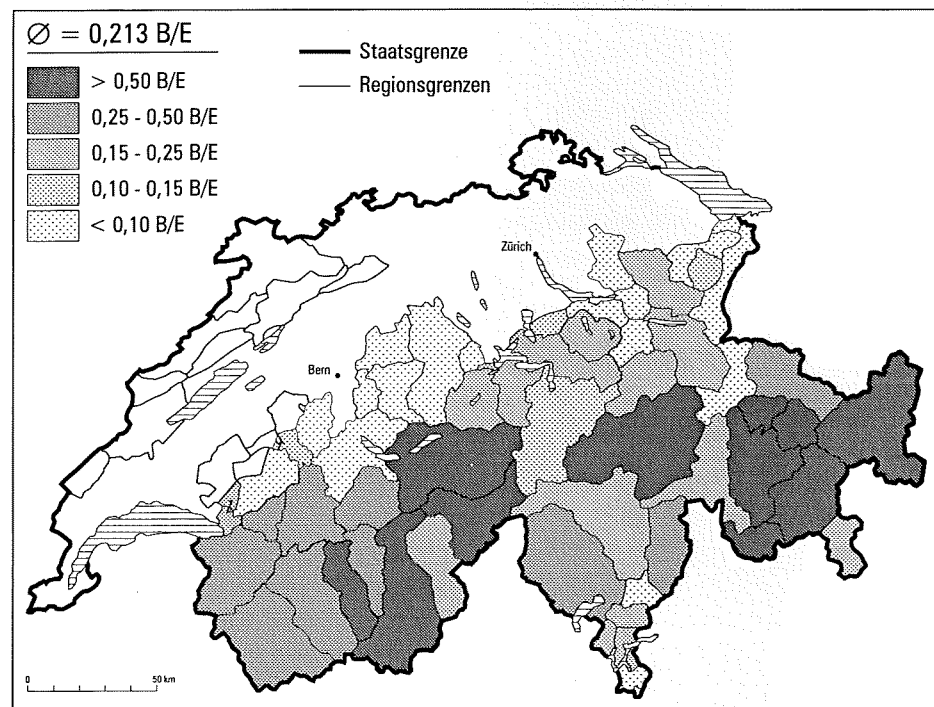 Ø = 0,213 B/E
> 0,50 B/E
0,25 - 0,50 B/E
0,15 - 0,25 B/E
0,10 - 0,15 B/E
< 0,10 B/E
Staatsgrenze
Regionsgrenzen
Zürich
Bern
0 50 km